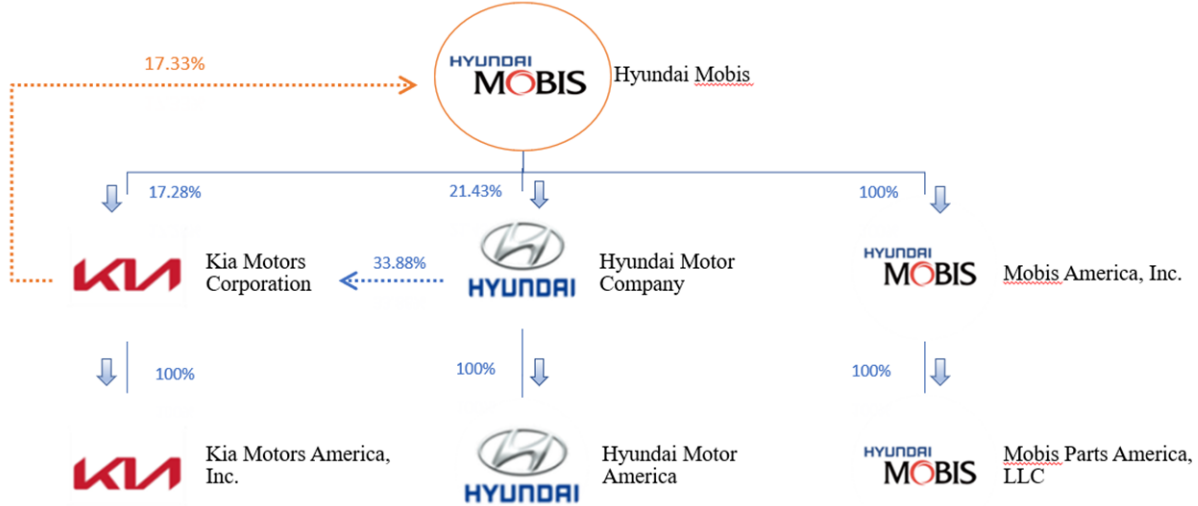 17.33%
HYUNDAI
MOBIS
Hyundai Mobis
17.28%
21.43%
100%
KIA
Kia Motors
Corporation
33.88%
HYUNDAI
Hyundai Motor
Company
HYUNDAI
MOBIS
Mobis America, Inc.
100%
100%
100%
KIA
Kia Motors America,
Inc.
HYUNDAI
Hyundai Motor
America
HYUNDAI
MOBIS
Mobis Parts America,
LLC